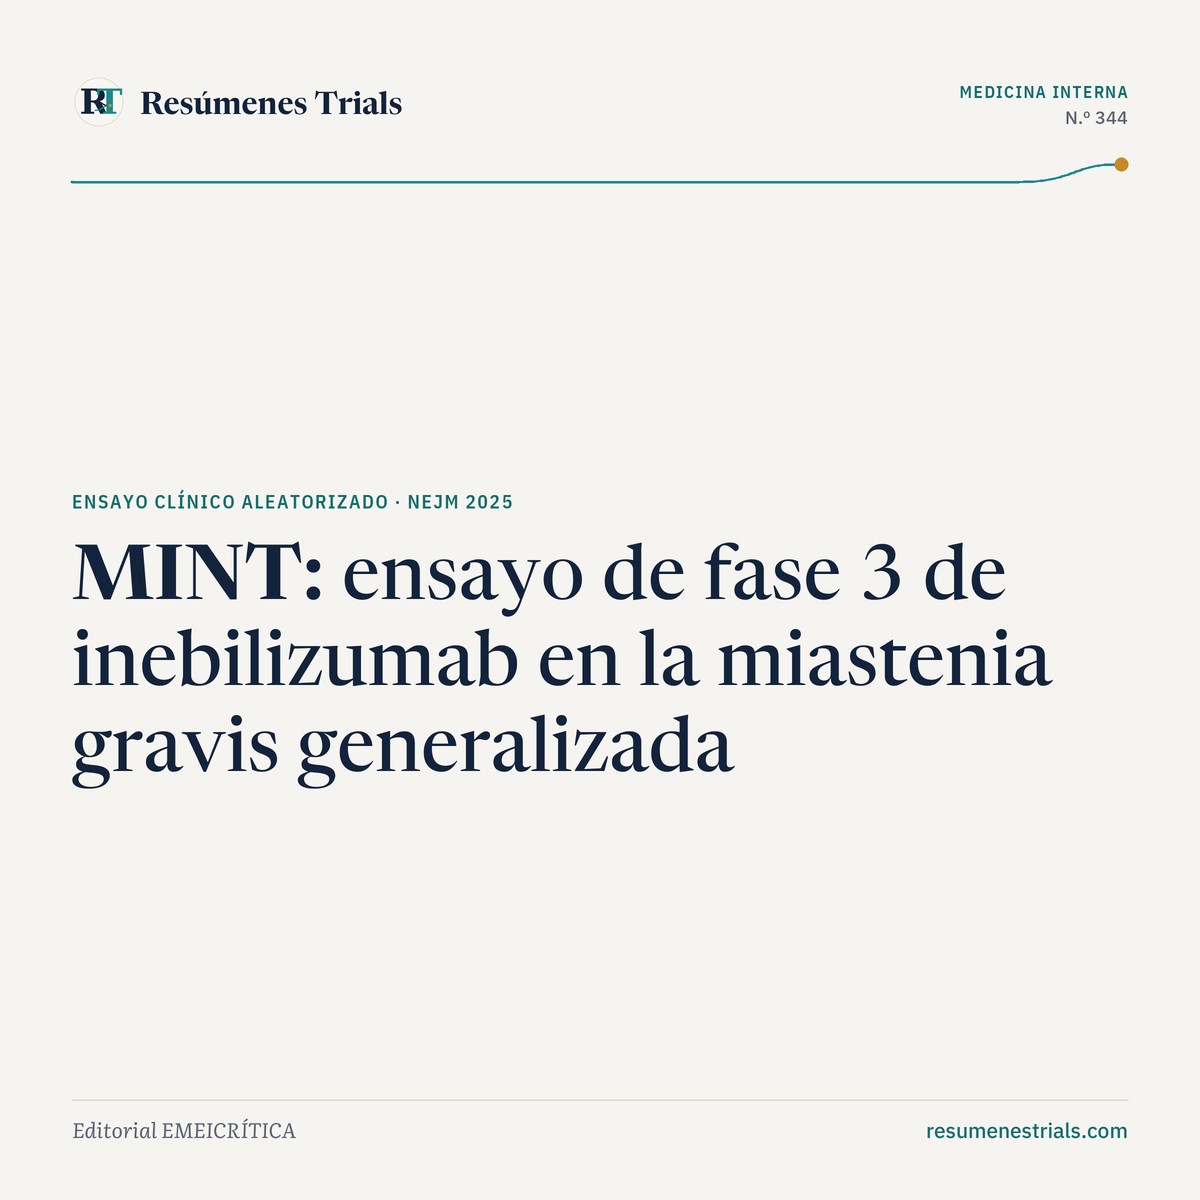 RT Resúmenes Trials
MEDICINA INTERNA
N.º 344
ENSAYO CLÍNICO ALEATORIZADO · NEJM 2025
MINT: ensayo de fase 3 de
inebilizumab en la miastenia
gravis generalizada
Editorial EMEICRÍTICA
resumenestrials.com